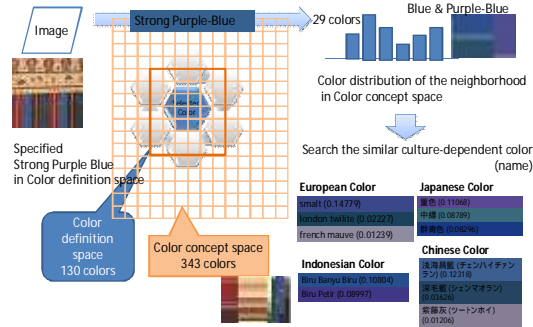 Image
Strong Purple-Blue
29 colors
Blue & Purple-Blue
Color distribution of the neighborhood
in Color concept space
Selected
Color
Specified
Strong Purple Blue
in Color definition space
Search the similar culture-dependent color
(name)
Color
definition
space
130 colors
Color concept space
343 colors
European Color
smalt (0.14779)
london twilite (0.02227)
french mauve (0.01239)
Japanese Color
菫色 (0.11068)
中縹 (0.08789)
群青色 (0.08296)
Indonesian Color
Biru Banyu Biru (0.10804)
Biru Petir (0.08997)
Chinese Color
浅海昌藍 (チェンハイチァン
ラン) (0.12318)
深毛藍 (シェンマオラン)
(0.03626)
紫藤灰 (ツートンホイ)
(0.01206)